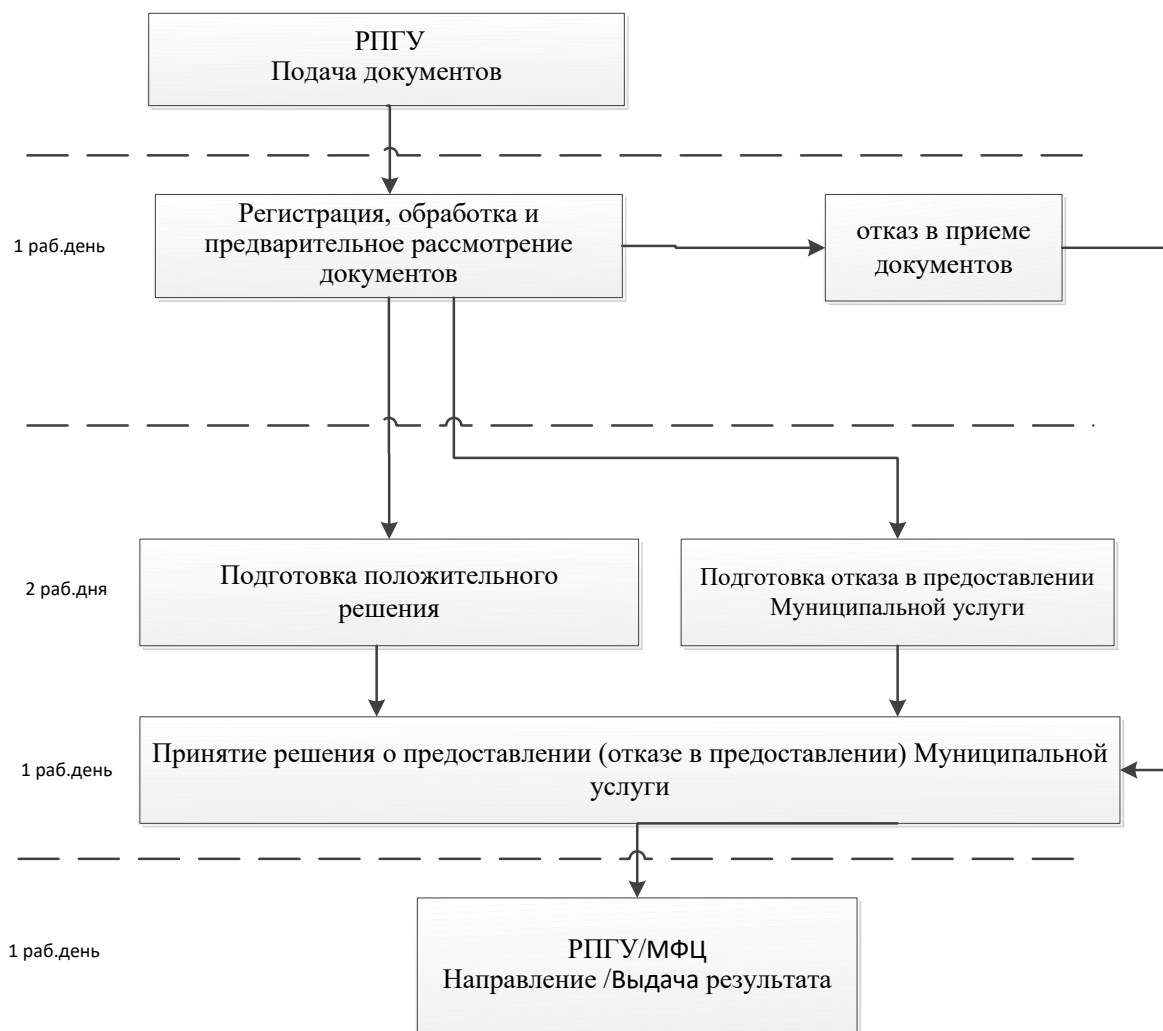 РПГУ
Подача документов
1 раб.день
Регистрация, обработка и
предварительное рассмотрение
документов
отказ в приеме
документов
2 раб.дня
Подготовка положительного
решения
Подготовка отказа в предоставлении
Муниципальной услуги
1 раб.день
Принятие решения о предоставлении (отказе в предоставлении) Муниципальной
услуги
1 раб.день
РПГУ/МФЦ
Направление /Выдача результата